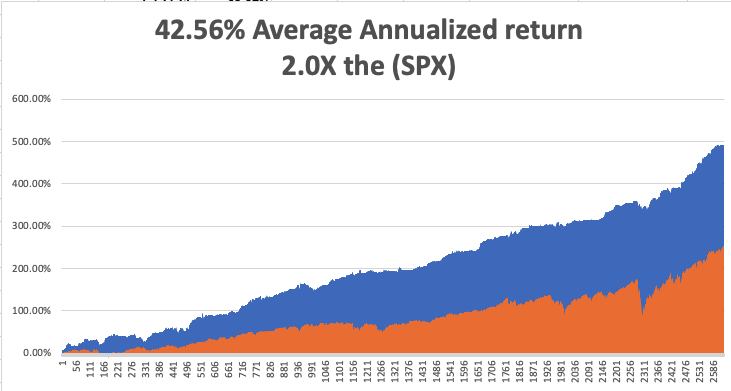 42.56% Average Annualized return
2.0X the (SPX)
600.00%
500.00%
400.00%
300.00%
200.00%
100.00%
0.00%
1 56 111 166 221 276 331 386 441 496 551 606 661 716 771 826 881 936 991 1046 1101 1156 1211 1266 1321 1376 1431 1486 1541 1596 1651 1706 1761 1816 1871 1926 1981 2036 2091 2146 2201 2256 2311 2366 2421 2476 2531 2586